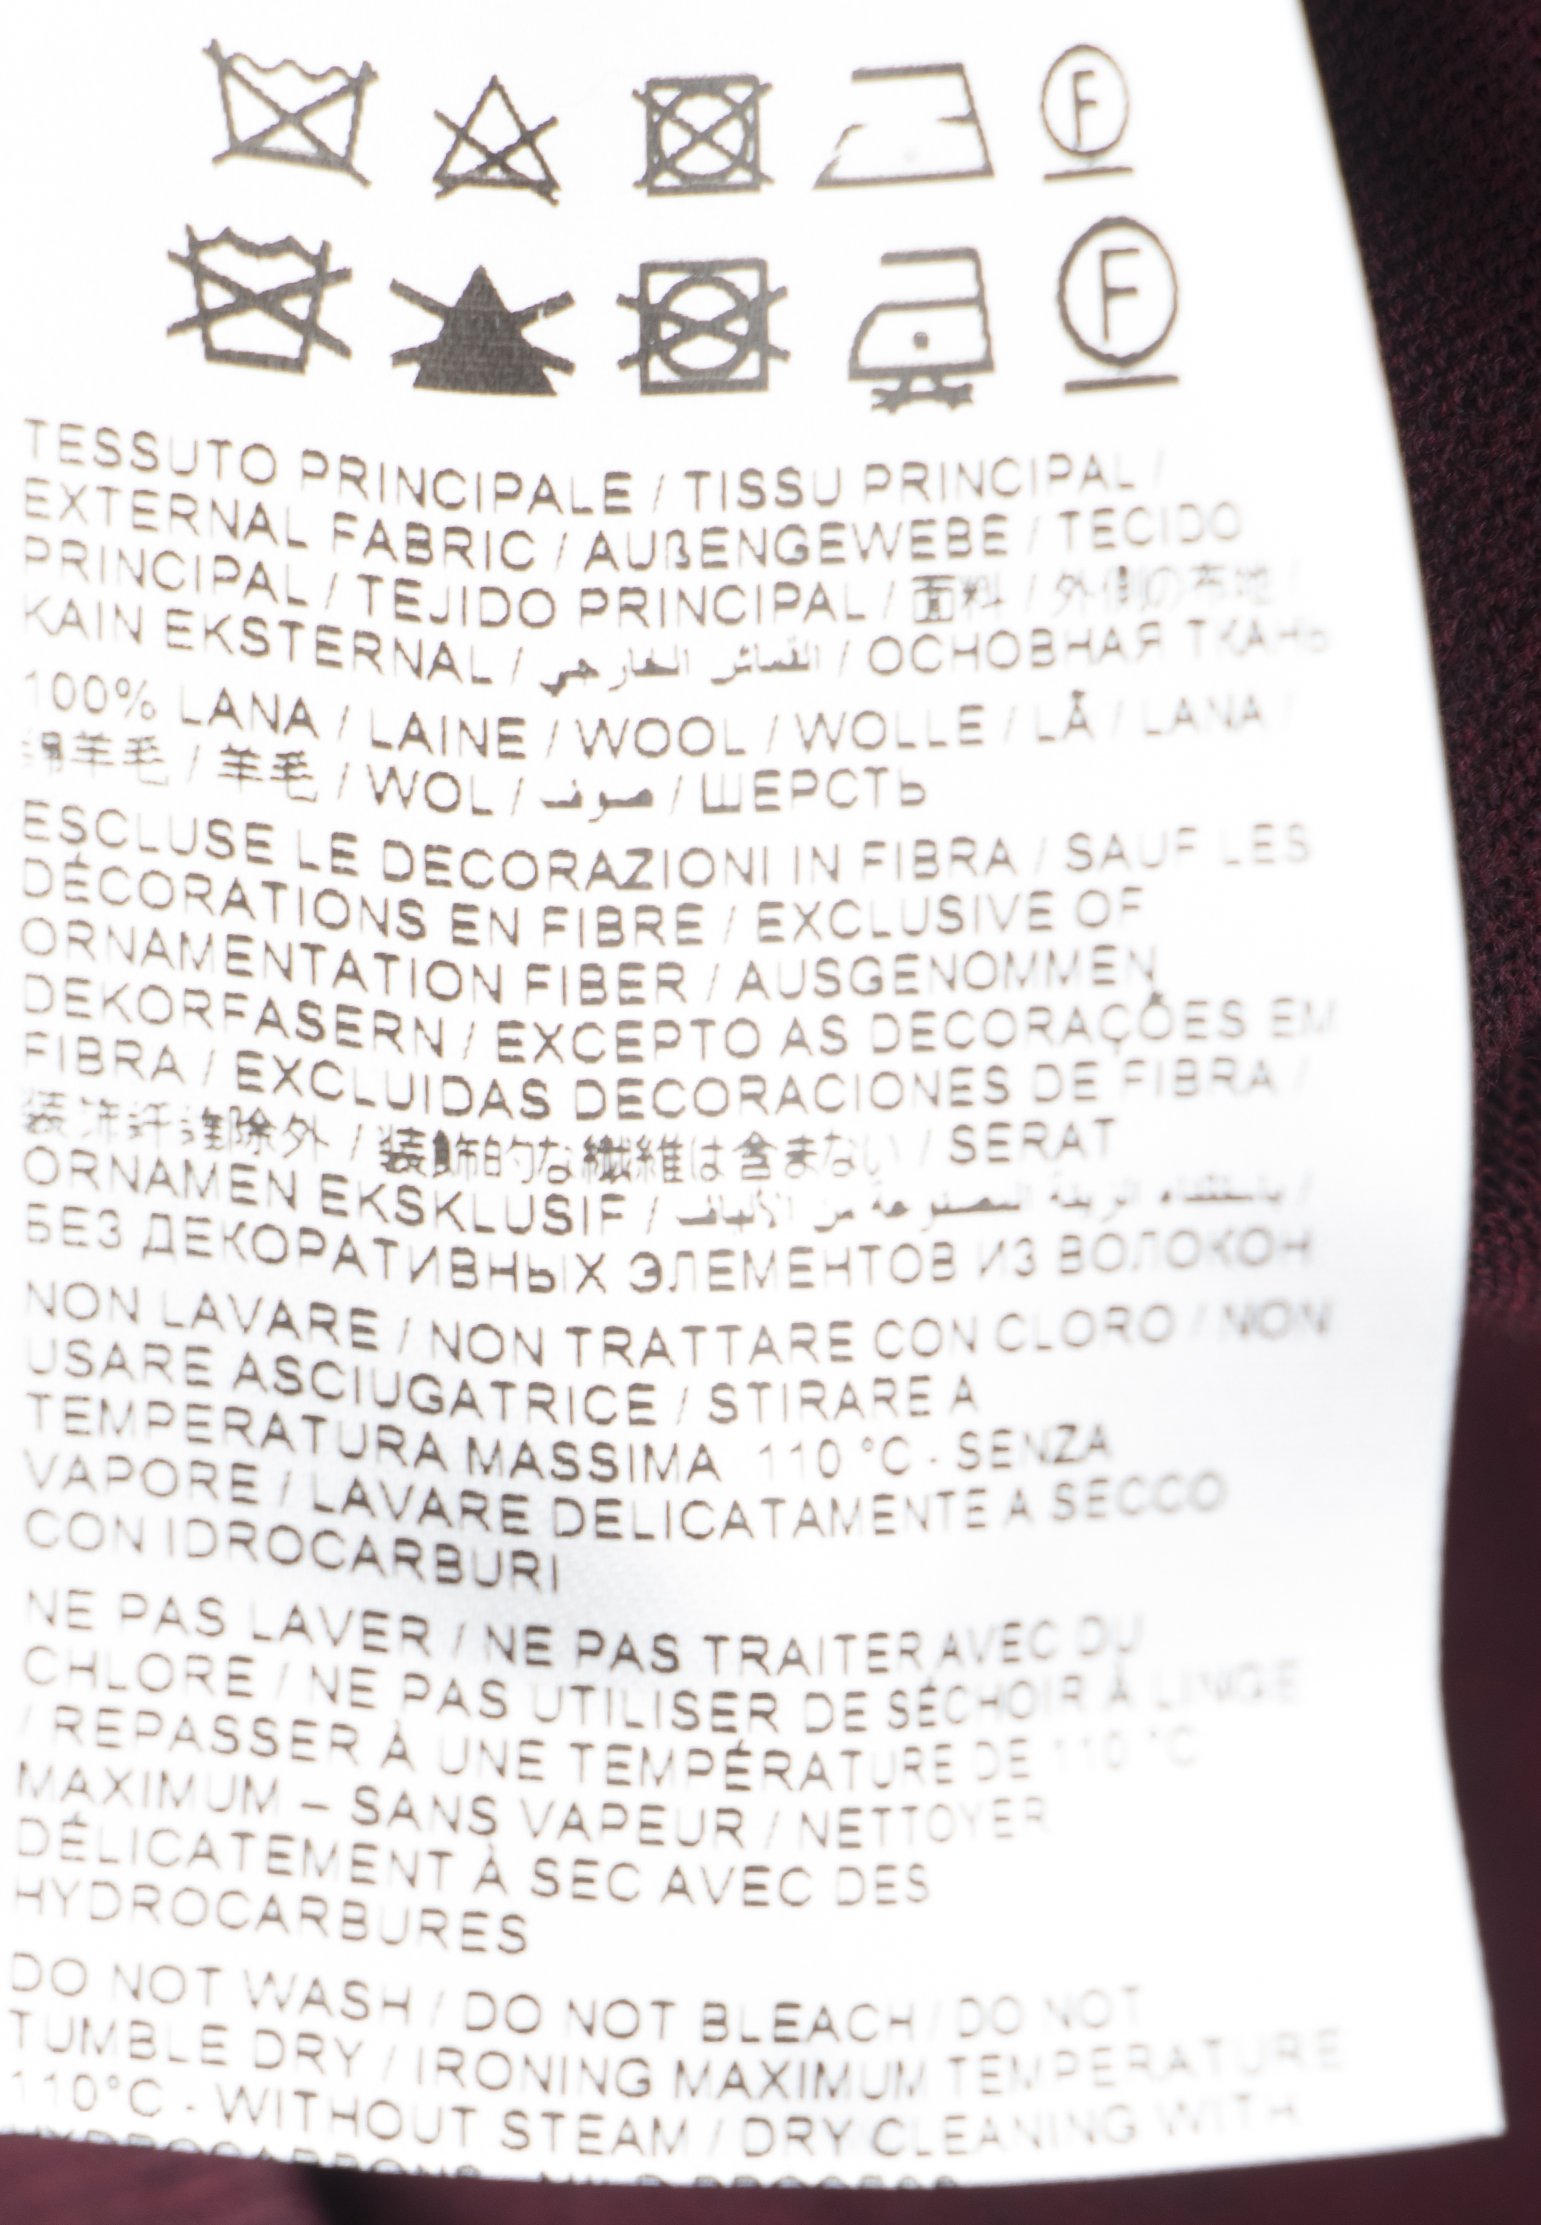 F
F
TESSUTO PRINCIPALE / TISSU PRINCIPAL /
EXTERNAL FABRIC / AUßENGEWEBE / TECIDO
PRINCIPAL / TEJIDO PRINCIPAL / 面料 / 外側の布地 /
KAIN EKSTERNAL / القماش الخارجي / ОСНОВНАЯ ТКАНЬ
100% LANA / LAINE / WOOL / WOLLE / LÃ / LANA /
绵羊毛 / 羊毛 / WOL / صوف / ШЕРСТЬ
ESCLUSE LE DECORAZIONI IN FIBRA / SAUF LES
DÉCORATIONS EN FIBRE / EXCLUSIVE OF
ORNAMENTATION FIBER / AUSGENOMMEN
DEKORFASERN / EXCEPTO AS DECORAÇÕES EM
FIBRA / EXCLUIDAS DECORACIONES DE FIBRA /
装饰纤维除外 / 装飾的な繊維は含まない / SERAT
ORNAMEN EKSKLUSIF / باستثناء الزينة المصنوعة من الألياف /
БЕЗ ДЕКОРАТИВНЫХ ЭЛЕМЕНТОВ ИЗ ВОЛОКОН
NON LAVARE / NON TRATTARE CON CLORO / NON
USARE ASCIUGATRICE / STIRARE A
TEMPERATURA MASSIMA 110 °C - SENZA
VAPORE / LAVARE DELICATAMENTE A SECCO
CON IDROCARBURI
NE PAS LAVER / NE PAS TRAITER AVEC DU
CHLORE / NE PAS UTILISER DE SÉCHOIR À LINGE
/ REPASSER À UNE TEMPÉRATURE DE 110 °C
MAXIMUM – SANS VAPEUR / NETTOYER
DÉLICATEMENT À SEC AVEC DES
HYDROCARBURES
DO NOT WASH / DO NOT BLEACH / DO NOT
TUMBLE DRY / IRONING MAXIMUM TEMPERATURE
110°C - WITHOUT STEAM / DRY CLEANING WITH